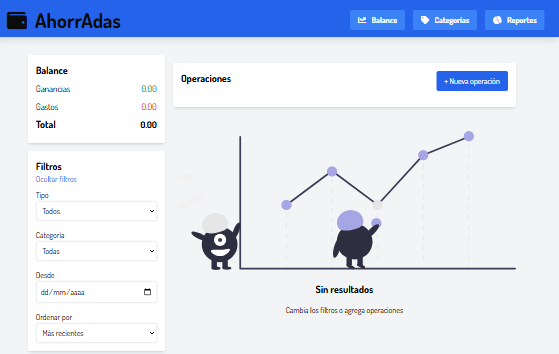 AhorrAdas
Balance
Categorías
Reportes
Balance
Ganancias 0.00
Gastos 0.00
Total 0.00
Filtros
Ocultar filtros
Tipo
Todos
Categoría
Todas
Desde
dd/mm/aaaa
Ordenar por
Más recientes
Operaciones
+ Nueva operación
Sin resultados
Cambia los filtros o agrega operaciones